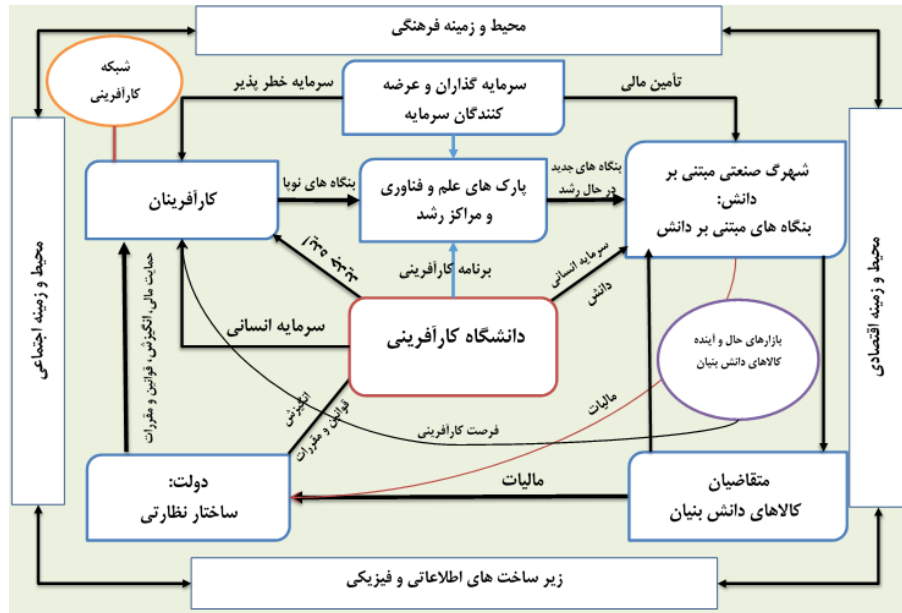 محیط و زمینه فرهنگی
شبکه
کارآفرینی
سرمایه خطر پذیر
سرمایه گذاران و عرضه
کنندگان سرمایه
تأمین مالی
کارآفرینان
بنگاه های نوپا
پارک های علم و فناوری
و مراکز رشد
بنگاه های جدید
در حال رشد
شهرگ صنعتی مبتنی بر
دانش:
بنگاه های مبتنی بر دانش
محیط و زمینه اقتصادی
محیط و زمینه اجتماعی
ایده جدید
برنامه کارآفرینی
سرمایه انسانی
دانش
حمایت مالی، انگیزش، قوانین و مقررات
سرمایه انسانی
دانشگاه کارآفرینی
بازارهای حال و آینده
کالاهای دانش بنیان
انگیزش
قوانین و مقررات
فرصت کارآفرینی
مالیات
دولت:
ساختار نظارتی
مالیات
متقاضیان
کالاهای دانش بنیان
زیر ساخت های اطلاعاتی و فیزیکی